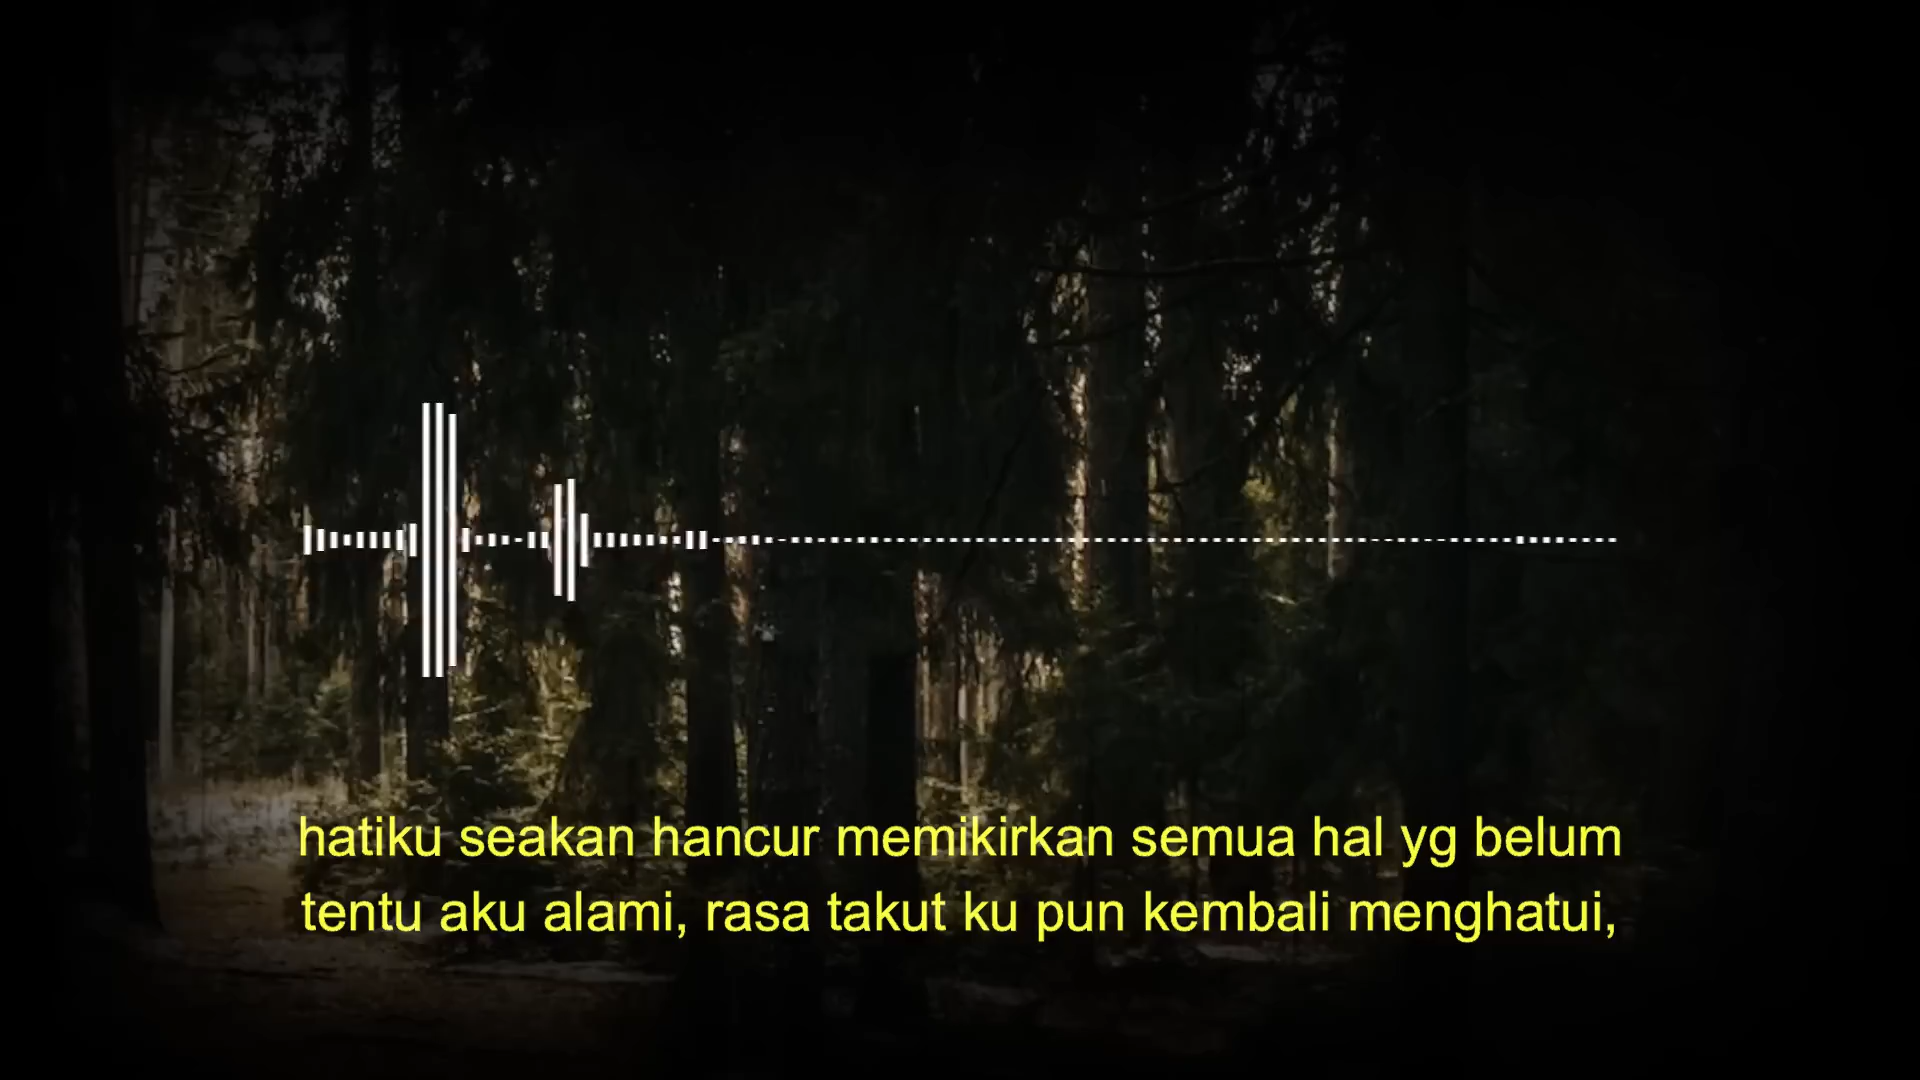 hatiku seakan hancur memikirkan semua hal yg belum
tentu aku alami, rasa takut ku pun kembali menghatui,